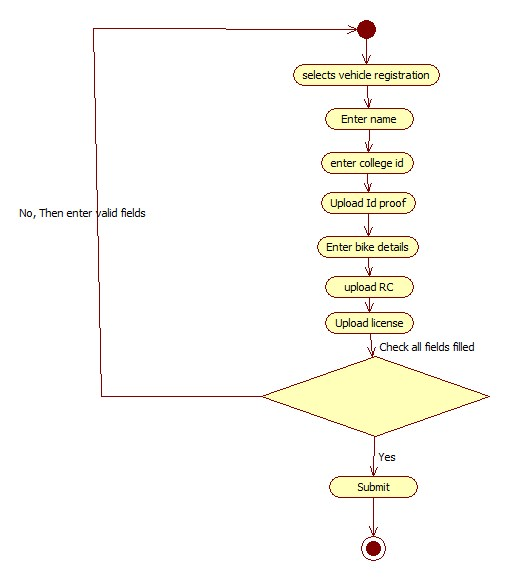 selects vehicle registration
Enter name
enter college id
Upload Id proof
No, Then enter valid fields
Enter bike details
upload RC
Upload license
Check all fields filled
Yes
Submit